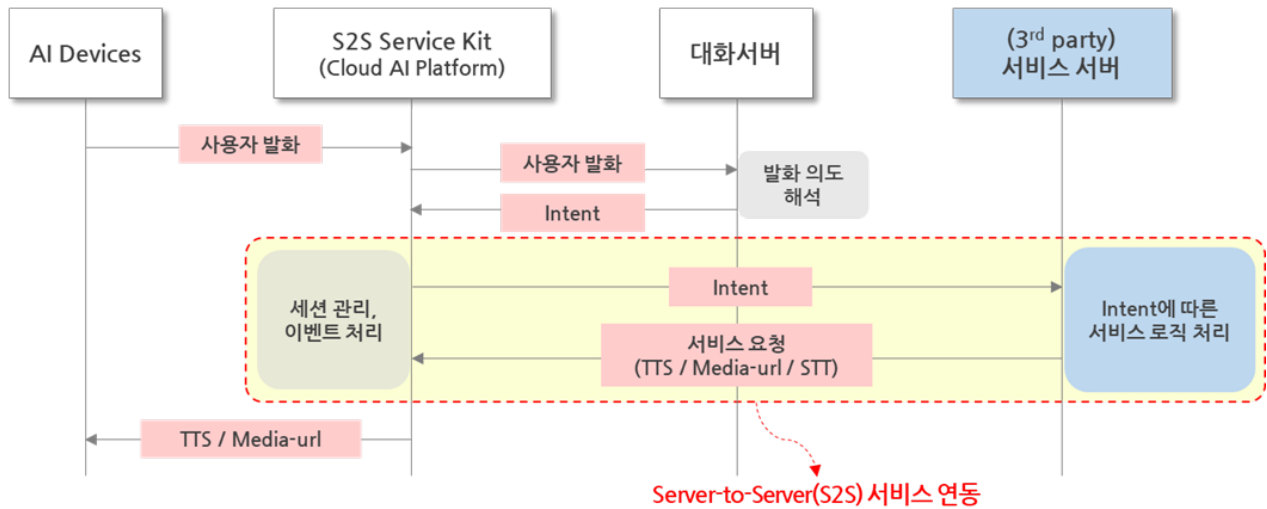 AI Devices
S2S Service Kit
(Cloud AI Platform)
대화서버
(3rd party)
서비스 서버
사용자 발화
사용자 발화
발화 의도
해석
Intent
세션 관리,
이벤트 처리
Intent
Intent에 따른
서비스 로직 처리
서비스 요청
(TTS / Media-url / STT)
TTS / Media-url
Server-to-Server(S2S) 서비스 연동